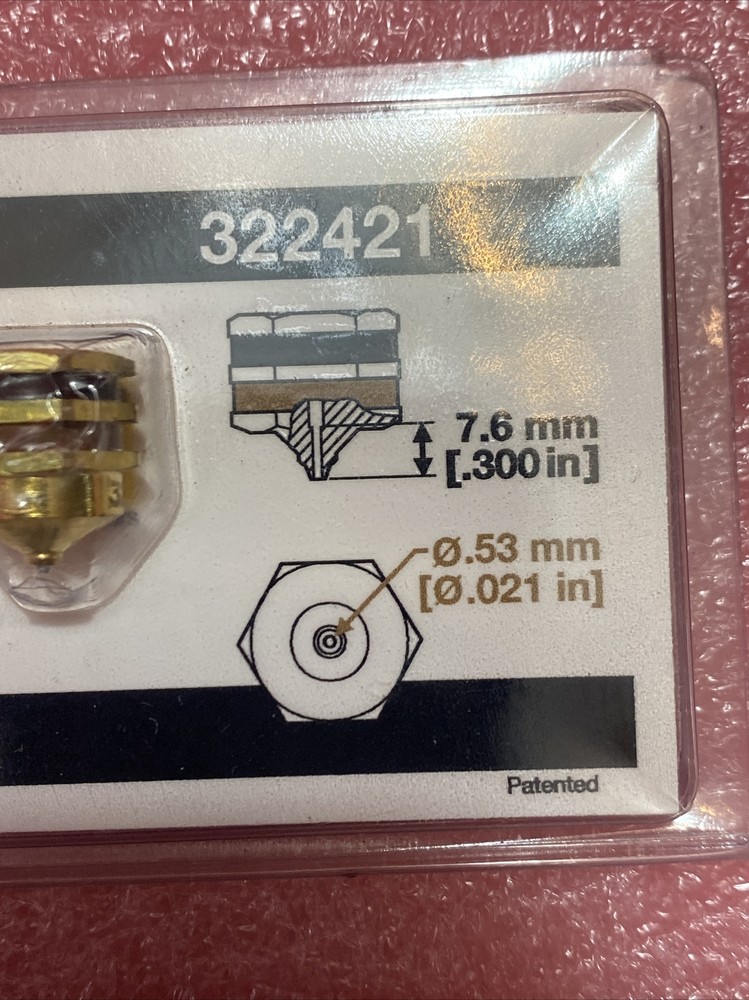 322421
7.6 mm
[.300 in]
Ø.53 mm
[Ø.021 in]
Patented